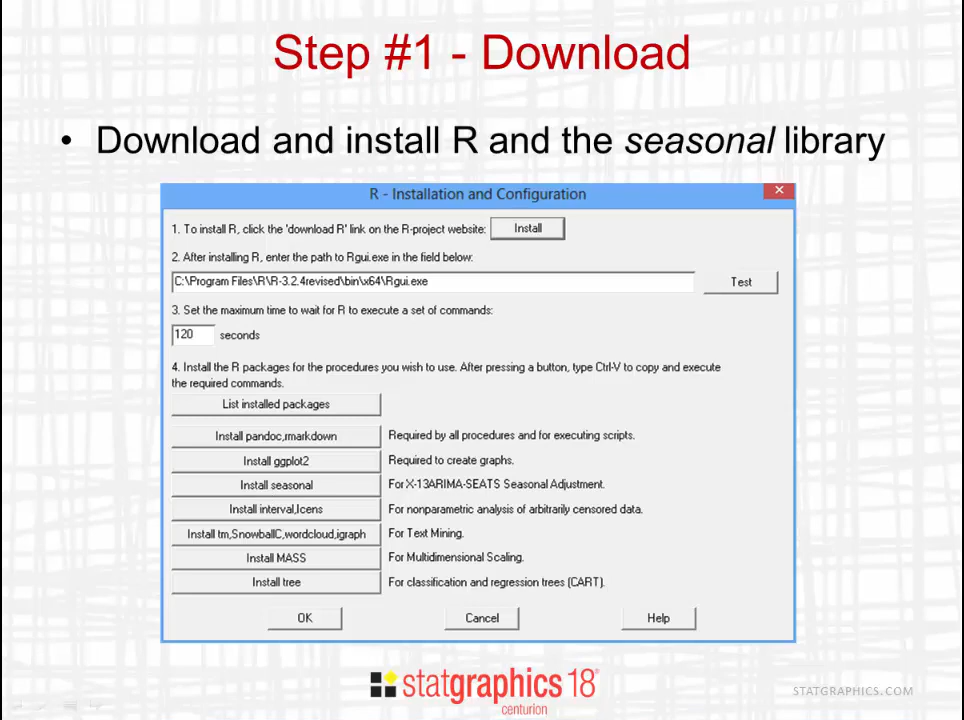 Step #1 - Download
• Download and install R and the seasonal library
R - Installation and Configuration
1. To install R, click the 'download R' link on the R-project website: Install
2. After installing R, enter the path to Rgui.exe in the field below:
C:\Program Files\R\R-3.2.4revised\bin\x64\Rgui.exe Test
3. Set the maximum time to wait for R to execute a set of commands:
120 seconds
4. Install the R packages for the procedures you wish to use. After pressing a button, type Ctrl-V to copy and execute
the required commands.
List installed packages
Install pandoc,rmarkdown Required by all procedures and for executing scripts.
Install ggplot2 Required to create graphs.
Install seasonal For X-13ARIMA-SEATS Seasonal Adjustment.
Install interval,Icens For nonparametric analysis of arbitrarily censored data.
Install tm,SnowballC,wordcloud,igraph For Text Mining.
Install MASS For Multidimensional Scaling.
Install tree For classification and regression trees (CART).
OK Cancel Help
statgraphics 18®
centurion
STATGRAPHICS.COM